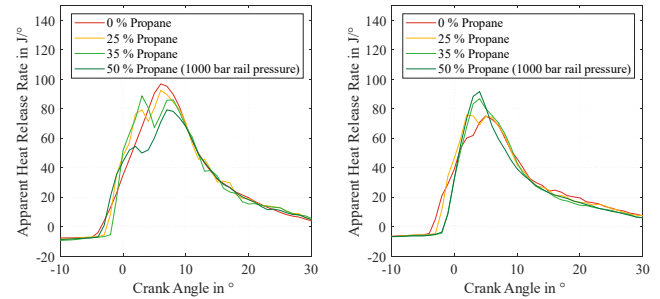 140
120
100
80
60
40
20
0
-20
Apparent Heat Release Rate in J/°
0 % Propane
25 % Propane
35 % Propane
50 % Propane (1000 bar rail pressure)
-10 0 10 20 30
Crank Angle in °
140
120
100
80
60
40
20
0
-20
Apparent Heat Release Rate in J/°
0 % Propane
25 % Propane
35 % Propane
50 % Propane (1000 bar rail pressure)
-10 0 10 20 30
Crank Angle in °